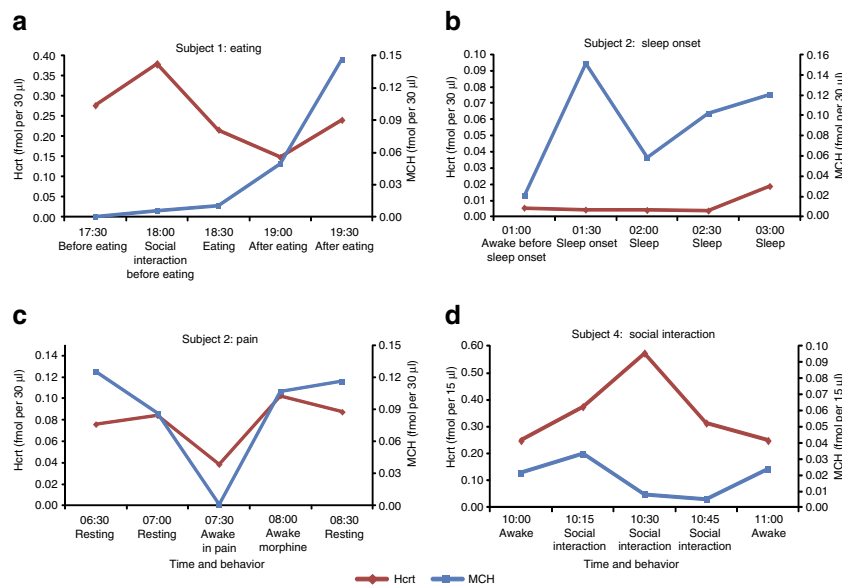 a
Subject 1: eating
Hcrt (fmol per 30 µl)
0.40
0.35
0.30
0.25
0.20
0.15
0.10
0.05
0.00
0.15
0.12
0.09
0.06
0.03
0.00
MCH (fmol per 30 µl)
17:30 18:00 18:30 19:00 19:30
Before eating Social Eating After eating After eating
interaction
before eating
b
Subject 2: sleep onset
Hcrt (fmol per 30 µl)
0.10
0.09
0.08
0.07
0.06
0.05
0.04
0.03
0.02
0.01
0.00
0.16
0.14
0.12
0.10
0.08
0.06
0.04
0.02
0.00
MCH (fmol per 30 µl)
01:00 01:30 02:00 02:30 03:00
Awake before Sleep onset Sleep Sleep Sleep
sleep onset
c
Subject 2: pain
Hcrt (fmol per 30 µl)
0.14
0.12
0.10
0.08
0.06
0.04
0.02
0.00
0.15
0.12
0.09
0.06
0.03
0.00
MCH (fmol per 30 µl)
06:30 07:00 07:30 08:00 08:30
Resting Resting Awake Awake Resting
in pain morphine
Time and behavior
d
Subject 4: social interaction
Hcrt (fmol per 15 µl)
0.60
0.50
0.40
0.30
0.20
0.10
0.00
0.10
0.09
0.08
0.07
0.06
0.05
0.04
0.03
0.02
0.01
0.00
MCH (fmol per 15 µl)
10:00 10:15 10:30 10:45 11:00
Awake Social Social Social Awake
interaction interaction interaction
Time and behavior
Hcrt MCH